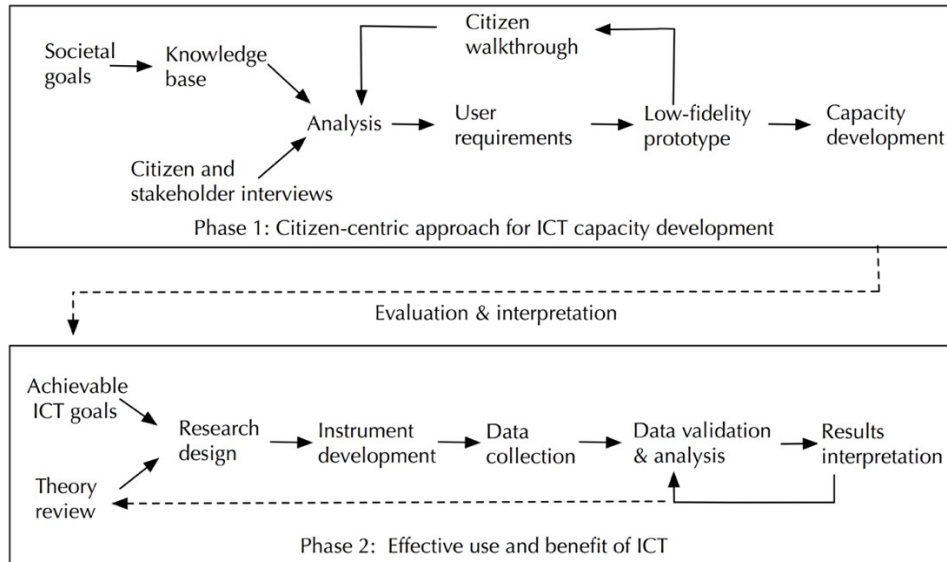 Citizen
walkthrough
Societal
goals
Knowledge
base
Analysis
User
requirements
Low-fidelity
prototype
Capacity
development
Citizen and
stakeholder interviews
Phase 1: Citizen-centric approach for ICT capacity development
Evaluation & interpretation
Achievable
ICT goals
Research
design
Instrument
development
Data
collection
Data validation
& analysis
Results
interpretation
Theory
review
Phase 2: Effective use and benefit of ICT